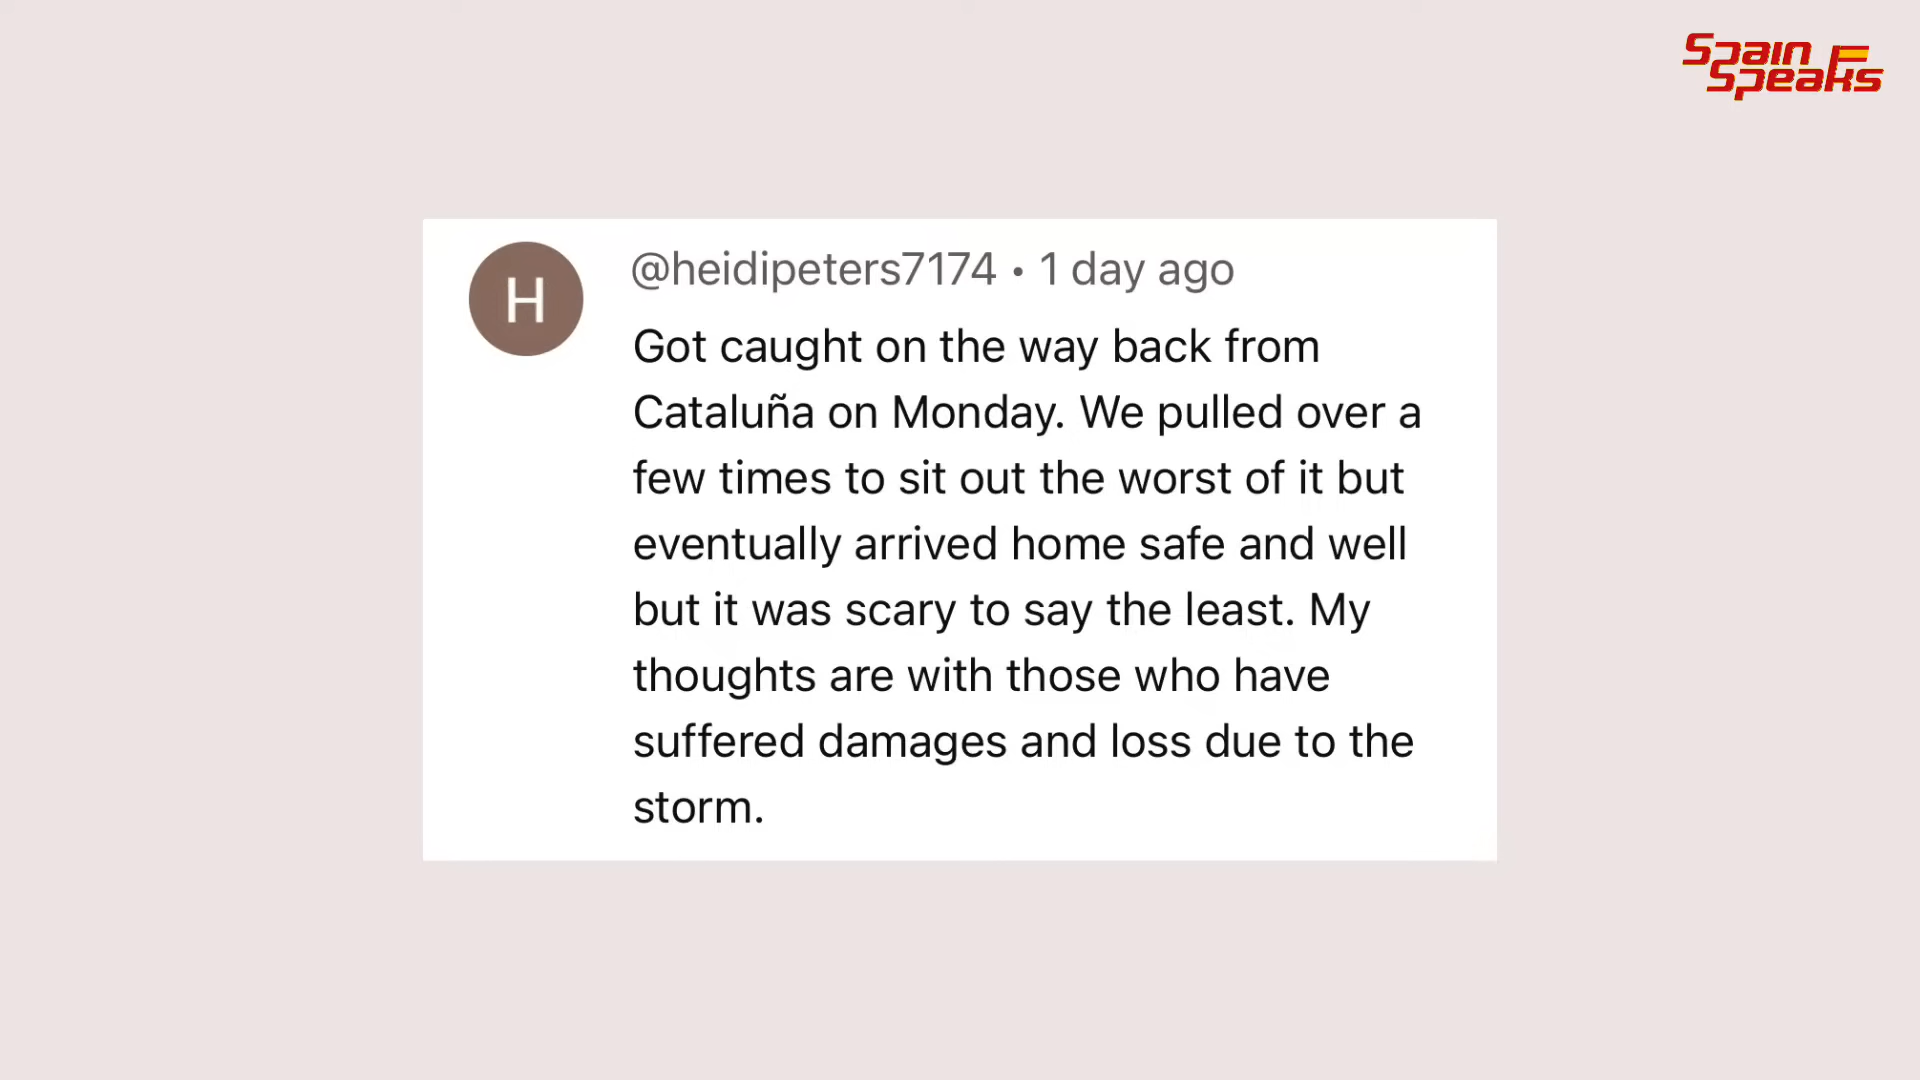 Spain
Speaks
H
@heidipeters7174 • 1 day ago
Got caught on the way back from
Cataluña on Monday. We pulled over a
few times to sit out the worst of it but
eventually arrived home safe and well
but it was scary to say the least. My
thoughts are with those who have
suffered damages and loss due to the
storm.